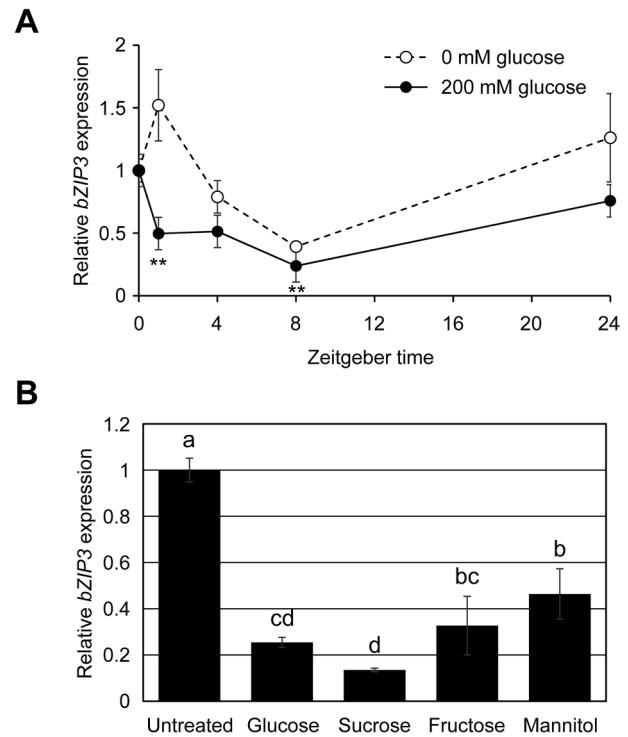 A
2
1.5
1
0.5
0
Relative bZIP3 expression
0 mM glucose
200 mM glucose
**
**
0 4 8 12 16 20 24
Zeitgeber time
B
1.2
1
0.8
0.6
0.4
0.2
0
Relative bZIP3 expression
a
cd
d
bc
b
Untreated Glucose Sucrose Fructose Mannitol